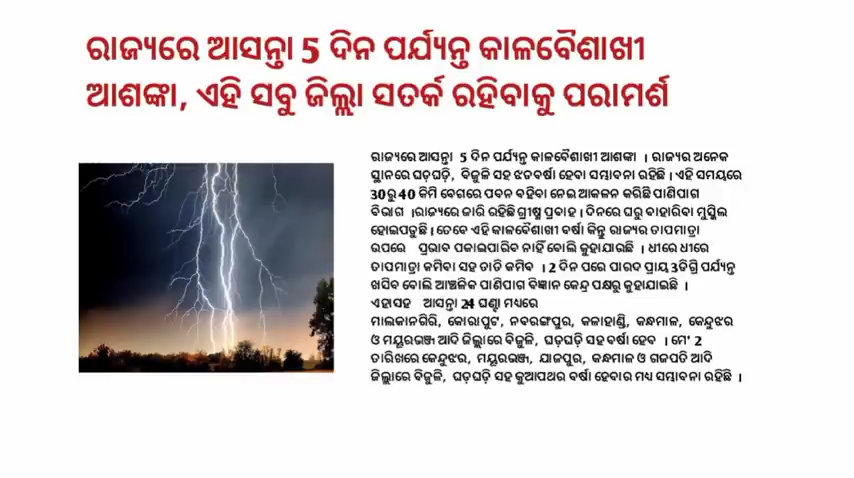 ରାଜ୍ୟରେ ଆସନ୍ତା 5 ଦିନ ପର୍ଯ୍ୟନ୍ତ କାଳବୈଶାଖୀ
ଆଶଙ୍କା, ଏହି ସବୁ ଜିଲ୍ଲା ସତର୍କ ରହିବାକୁ ପରାମର୍ଶ
ରାଜ୍ୟରେ ଆସନ୍ତା 5 ଦିନ ପର୍ଯ୍ୟନ୍ତ କାଳବୈଶାଖୀ ଆଶଙ୍କା । ରାଜ୍ୟର ଅନେକ
ସ୍ଥାନରେ ଘଡ଼ଘଡ଼ି, ବିଜୁଳି ସହ ଝଡବର୍ଷା ହେବା ସମ୍ଭାବନା ରହିଛି । ଏହି ସମୟରେ
30ରୁ 40 କିମି ବେଗରେ ପବନ ବହିବା ନେଇ ଆକଳନ କରିଛି ପାଣିପାଗ
ବିଭାଗ ।ରାଜ୍ୟରେ ଜାରି ରହିଛି ଗ୍ରୀଷ୍ମ ପ୍ରବାହ । ଦିନରେ ଘରୁ ବାହାରିବା ମୁସ୍କିଲ
ହୋଇପଡୁଛି । ତେବେ ଏହି କାଳବୈଶାଖୀ ବର୍ଷା କିନ୍ତୁ ରାଜ୍ୟର ତାପମାତ୍ରା
ଉପରେ ପ୍ରଭାବ ପକାଇପାରିବ ନାହିଁ ବୋଲି କୁହାଯାଇଛି । ଧୀରେ ଧୀରେ
ତାପମାତ୍ରା କମିବା ସହ ତାତି କମିବ । 2 ଦିନ ପରେ ପାରଦ ପ୍ରାୟ 3ଡିଗ୍ରି ପର୍ଯ୍ୟନ୍ତ
ଖସିବ ବୋଲି ଆଞ୍ଚଳିକ ପାଣିପାଗ ବିଜ୍ଞାନ କେନ୍ଦ୍ର ପକ୍ଷରୁ କୁହାଯାଇଛି ।
ଏହାସହ ଆସନ୍ତା 24 ଘଣ୍ଟା ମଧ୍ୟରେ
ମାଲକାନଗିରି, କୋରାପୁଟ, ନବରଙ୍ଗପୁର, କଳାହାଣ୍ଡି, କନ୍ଧମାଳ, କେନ୍ଦୁଝର
ଓ ମୟୂରଭଞ୍ଜ ଆଦି ଜିଲ୍ଲାରେ ବିଜୁଳି, ଘଡ଼ଘଡ଼ି ସହ ବର୍ଷା ହେବ । ମେ' 2
ତାରିଖରେ କେନ୍ଦୁଝର, ମୟୂରଭଞ୍ଜ, ଯାଜପୁର, କନ୍ଧମାଳ ଓ ଗଜପତି ଆଦି
ଜିଲ୍ଲାରେ ବିଜୁଳି, ଘଡ଼ଘଡ଼ି ସହ କୁଆପଥର ବର୍ଷା ହେବାର ମଧ୍ୟ ସମ୍ଭାବନା ରହିଛି ।